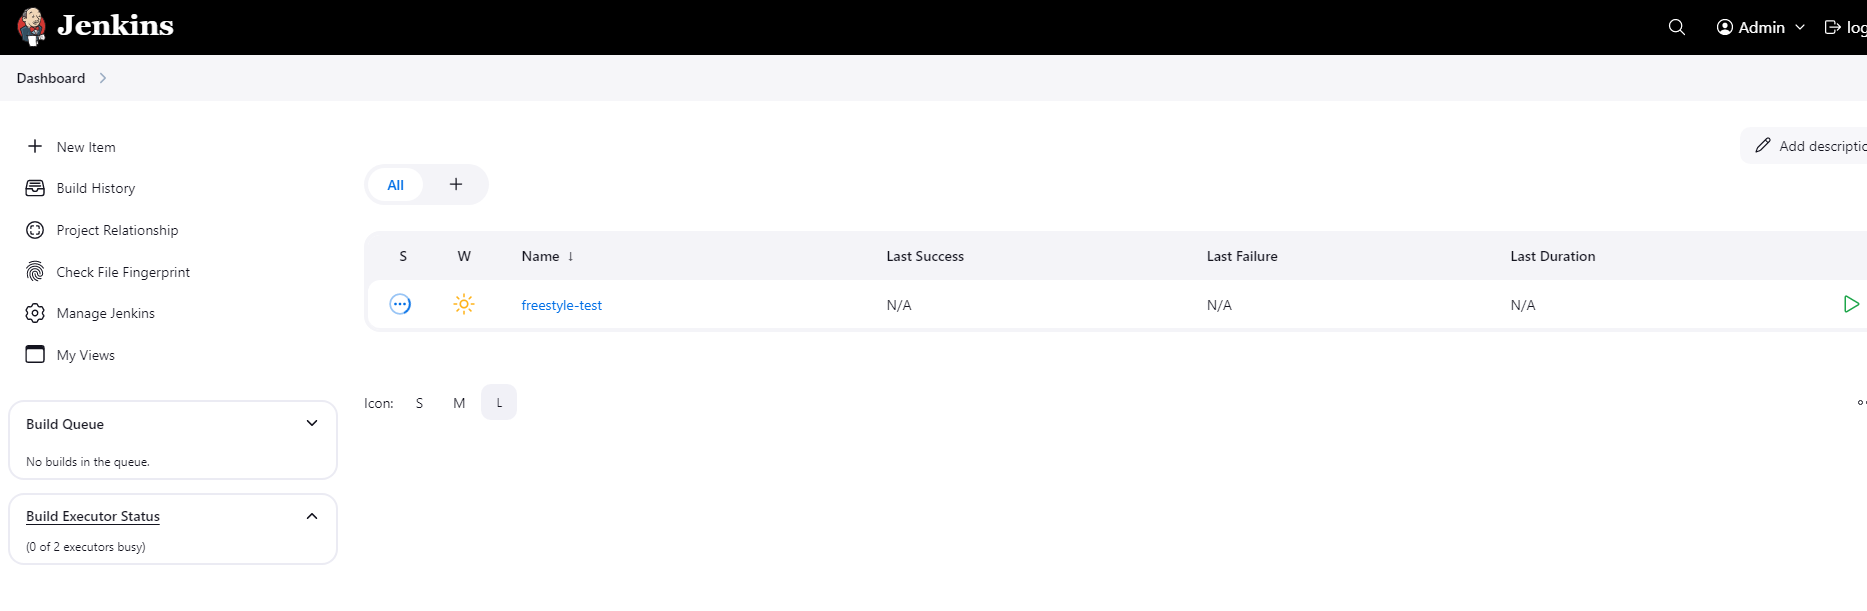 Jenkins
Admin
log
Dashboard
New Item
Build History
Project Relationship
Check File Fingerprint
Manage Jenkins
My Views
Build Queue
No builds in the queue.
Build Executor Status
(0 of 2 executors busy)
Add descriptio
All
S W Name ↓ Last Success Last Failure Last Duration
freestyle-test N/A N/A N/A
Icon: S M L